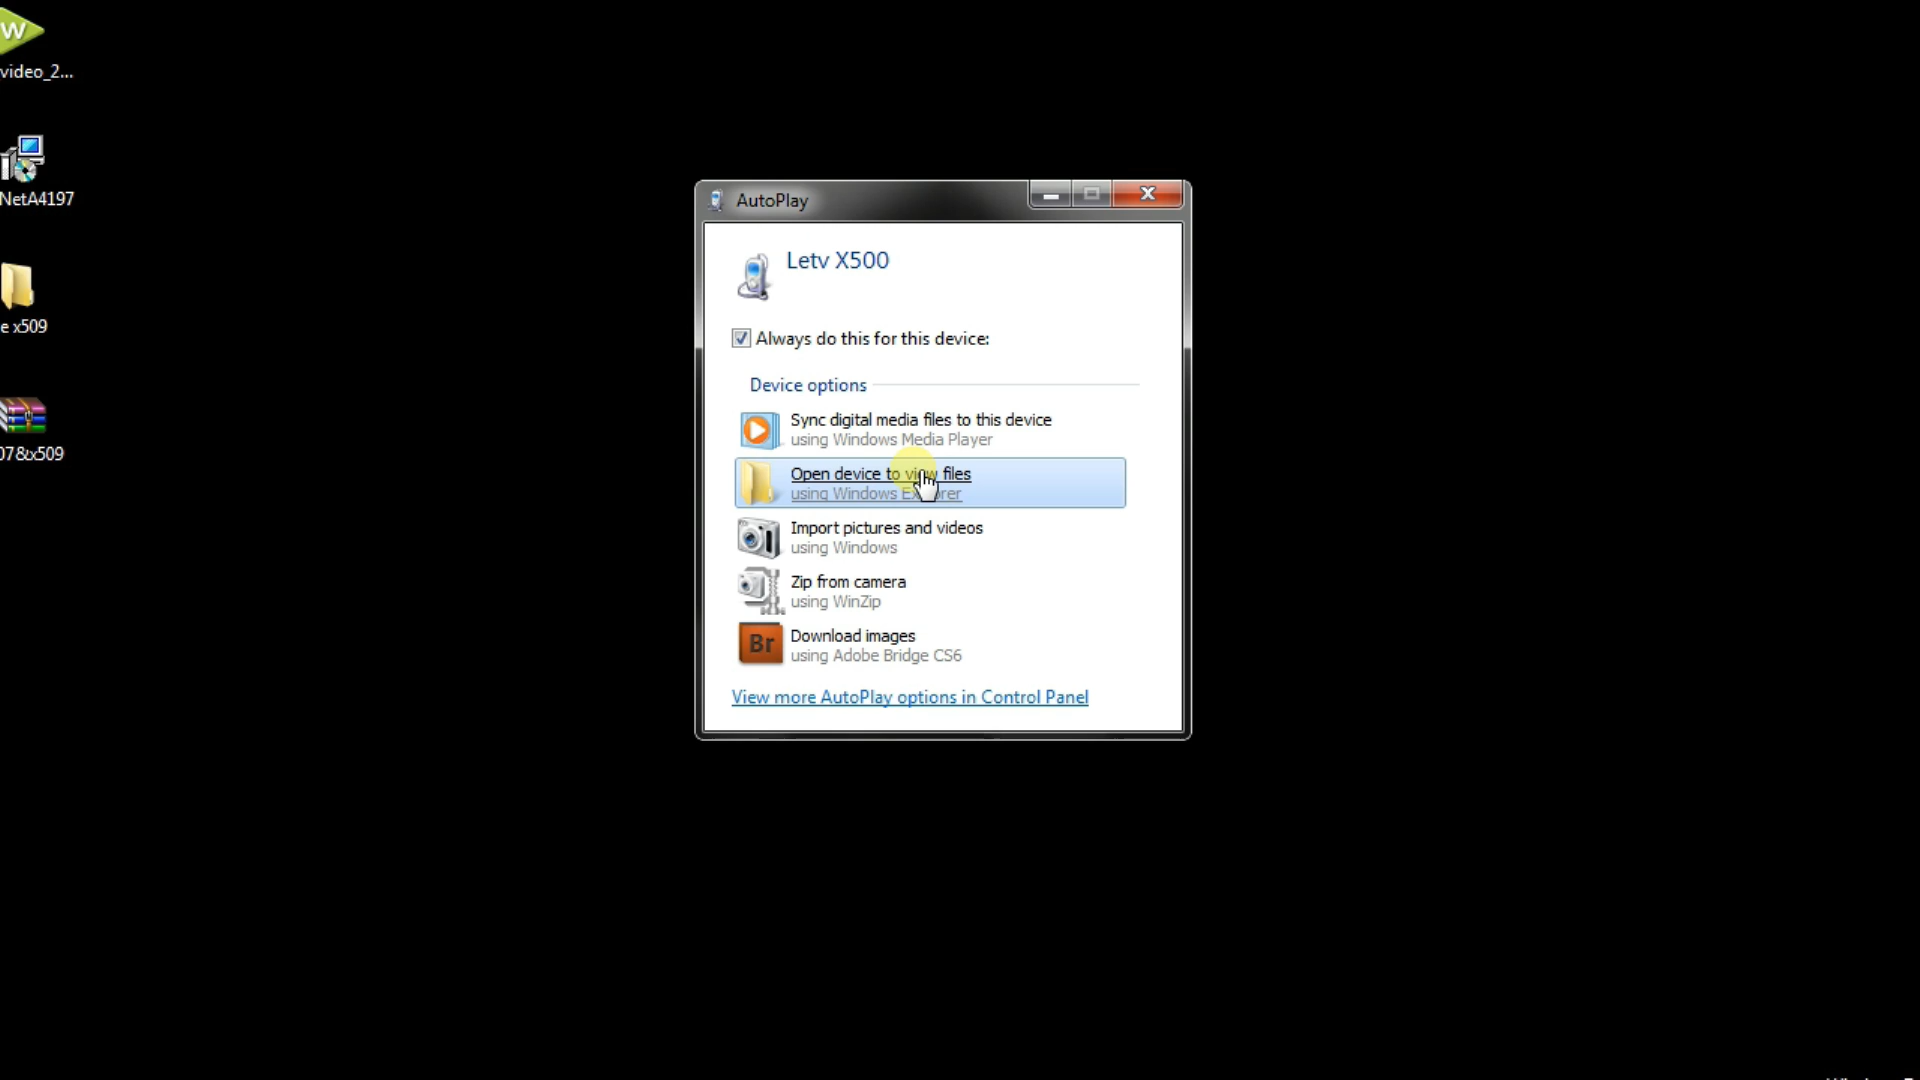 W
video_2...
NetA4197
e x509
07&x509
AutoPlay
Letv X500
Always do this for this device:
Device options
Sync digital media files to this device
using Windows Media Player
Open device to view files
using Windows Explorer
Import pictures and videos
using Windows
Zip from camera
using WinZip
Br
Download images
using Adobe Bridge CS6
View more AutoPlay options in Control Panel